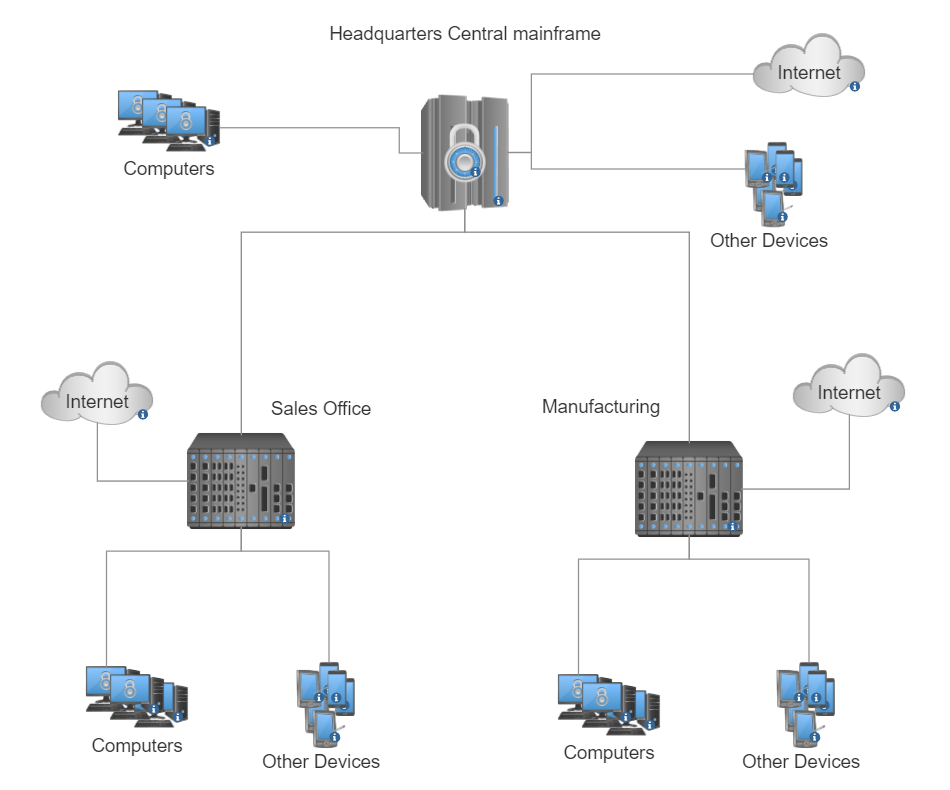 Headquarters Central mainframe
Internet
Computers
Other Devices
Internet
Sales Office
Manufacturing
Internet
Computers
Other Devices
Computers
Other Devices